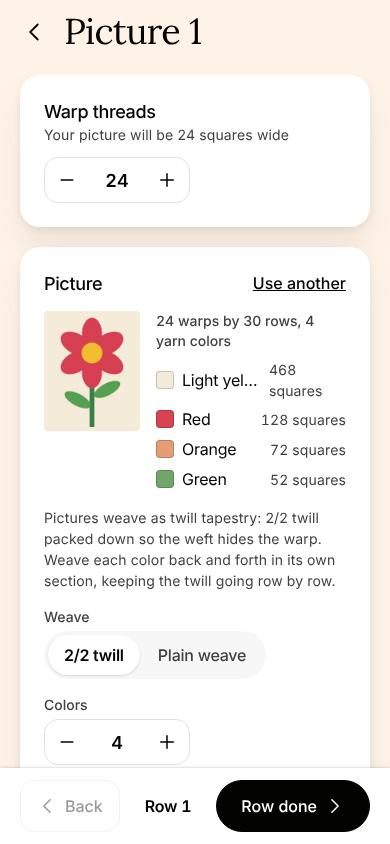 Picture 1
Warp threads
Your picture will be 24 squares wide
24
Picture
Use another
24 warps by 30 rows, 4
yarn colors
Light yel... 468 squares
Red 128 squares
Orange 72 squares
Green 52 squares
Pictures weave as twill tapestry: 2/2 twill
packed down so the weft hides the warp.
Weave each color back and forth in its own
section, keeping the twill going row by row.
Weave
2/2 twill Plain weave
Colors
4
Back Row 1 Row done